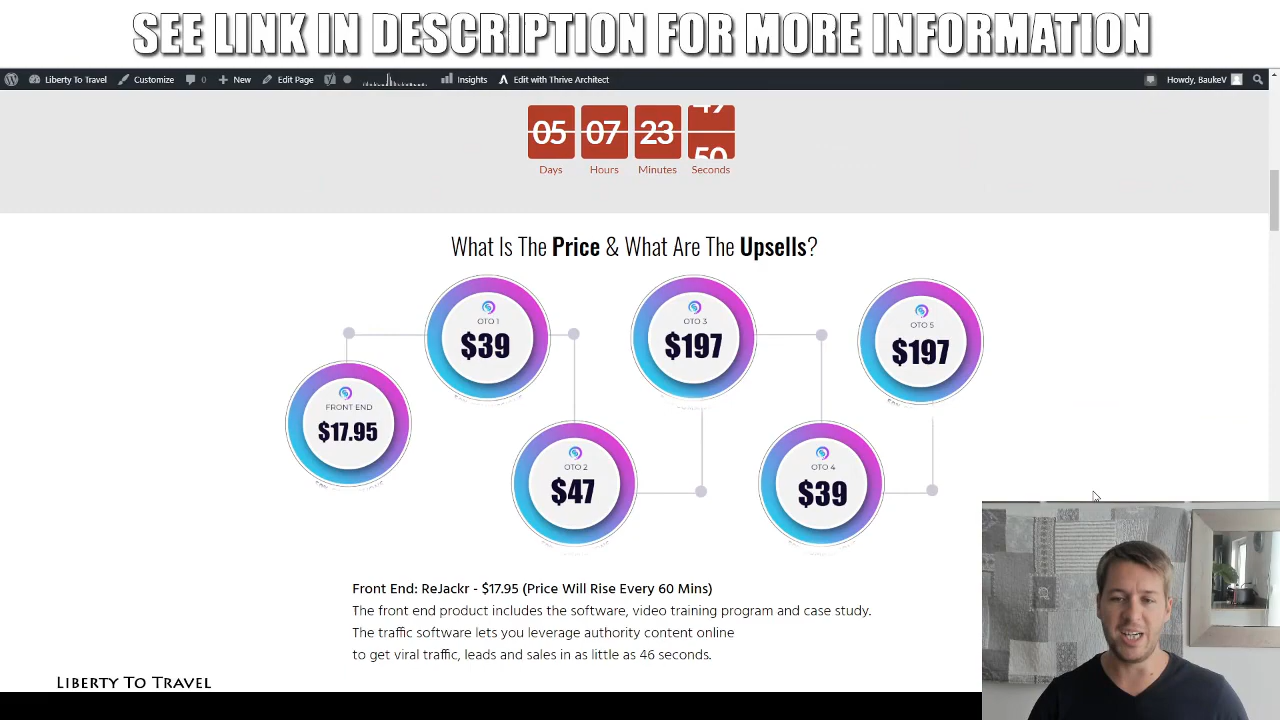 SEE LINK IN DESCRIPTION FOR MORE INFORMATION
Liberty To Travel Customize 0 New Edit Page Insights Edit with Thrive Architect Howdy, BaukeV
05 07 23
Days Hours Minutes Seconds
What Is The Price & What Are The Upsells?
OTO 1
$39
OTO 3
$197
OTO 5
$197
FRONT END
$17.95
OTO 2
$47
OTO 4
$39
Front End: ReJackr - $17.95 (Price Will Rise Every 60 Mins)
The front end product includes the software, video training program and case study.
The traffic software lets you leverage authority content online
to get viral traffic, leads and sales in as little as 46 seconds.
LIBERTY TO TRAVEL